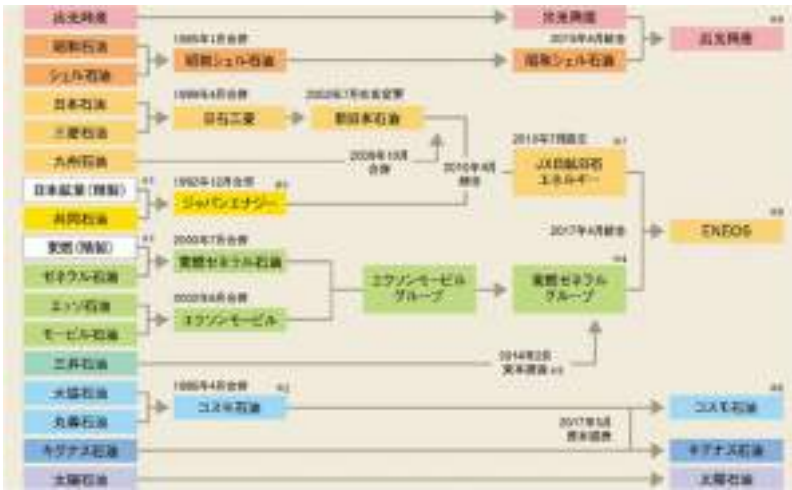 出光興産
出光興産
※6
出光興産
昭和石油
1985年1月合併
昭和シェル石油
2019年4月統合
昭和シェル石油
シェル石油
日本石油
1999年4月合併
日石三菱
2002年7月社名変更
新日本石油
三菱石油
九州石油
2008年10月
合併
2010年4月
統合
2010年7月設立
JX日鉱日石
エネルギー
日本鉱業(精製)
1992年12月合併
ジャパンエナジー
共同石油
2017年4月統合
ENEOS
東燃(精製)
2000年7月合併
東燃ゼネラル石油
ゼネラル石油
エクソンモービル
グループ
東燃ゼネラル
グループ
エッソ石油
2002年6月合併
エクソンモービル
モービル石油
三井石油
2014年2月
資本提携
大協石油
1986年4月合併
※2
コスモ石油
コスモ石油
丸善石油
2017年5月
資本提携
キグナス石油
キグナス石油
太陽石油
太陽石油